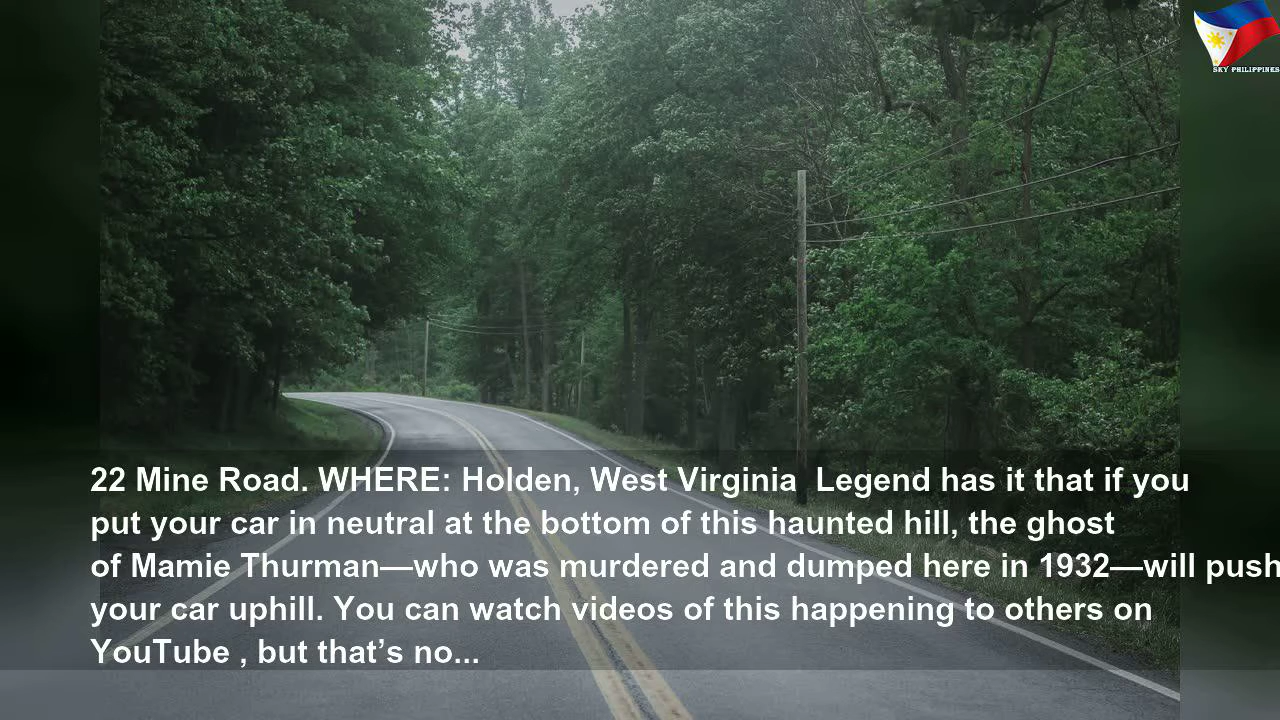 SKY PHILIPPINES
22 Mine Road. WHERE: Holden, West Virginia  Legend has it that if you
put your car in neutral at the bottom of this haunted hill, the ghost
of Mamie Thurman—who was murdered and dumped here in 1932—will push
your car uphill. You can watch videos of this happening to others on
YouTube , but that’s no...